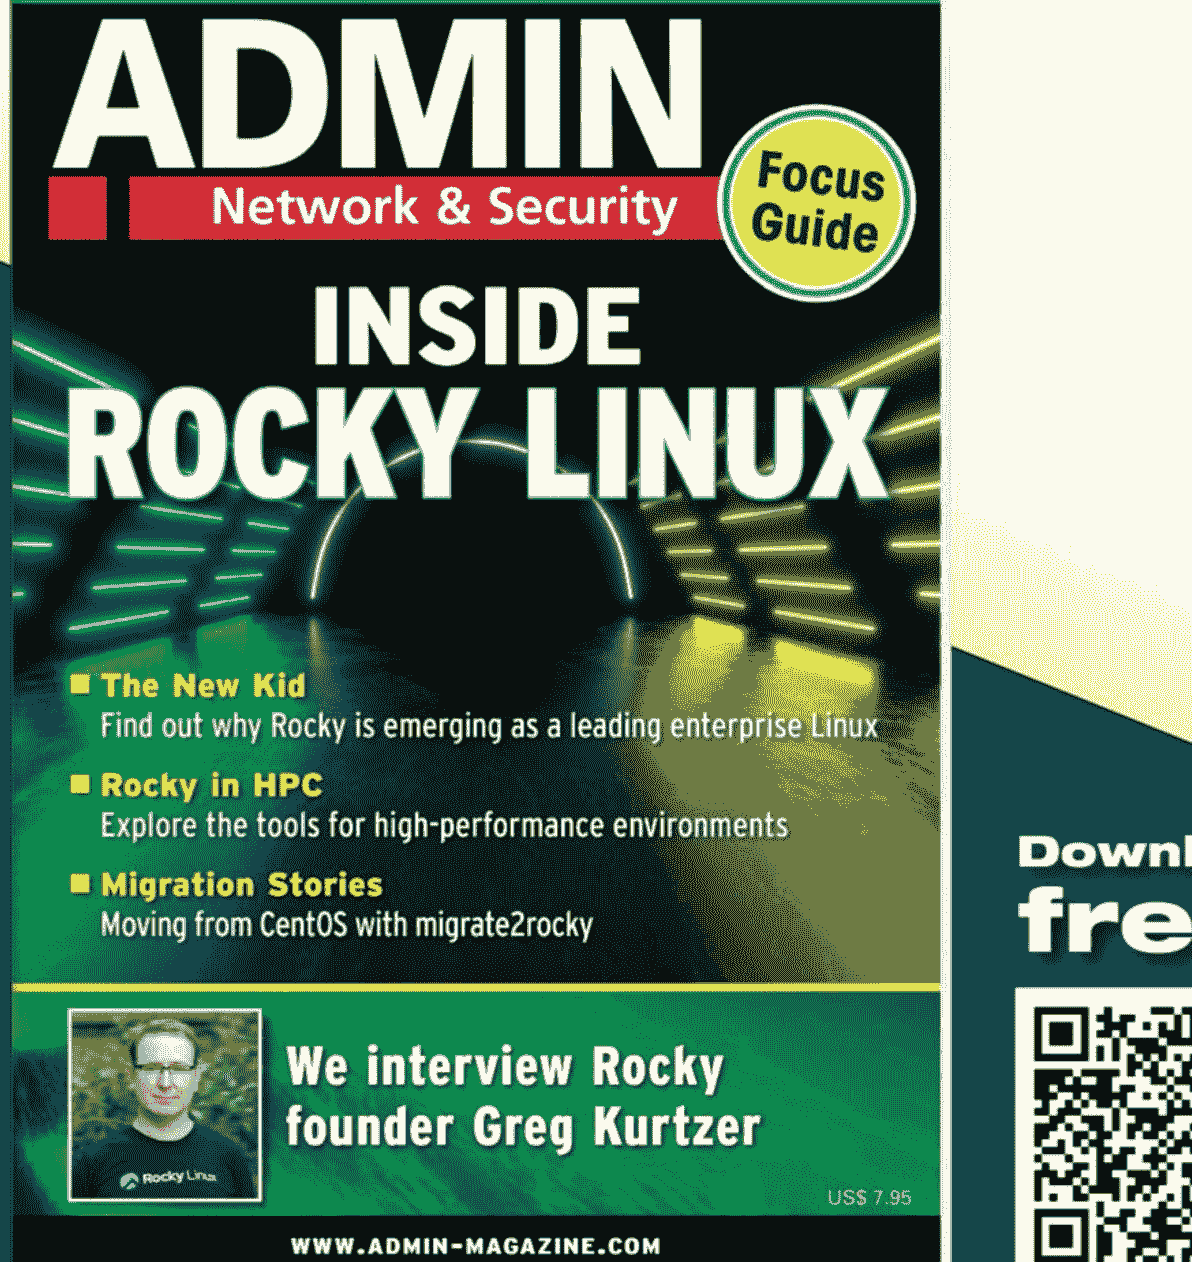 ADMIN
Network & Security
Focus
Guide
INSIDE
ROCKY LINUX
The New Kid
Find out why Rocky is emerging as a leading enterprise Linux
Rocky in HPC
Explore the tools for high-performance environments
Migration Stories
Moving from CentOS with migrate2rocky
We interview Rocky
founder Greg Kurtzer
Rocky Linux
US$ 7.95
WWW.ADMIN-MAGAZINE.COM
Downl
fre